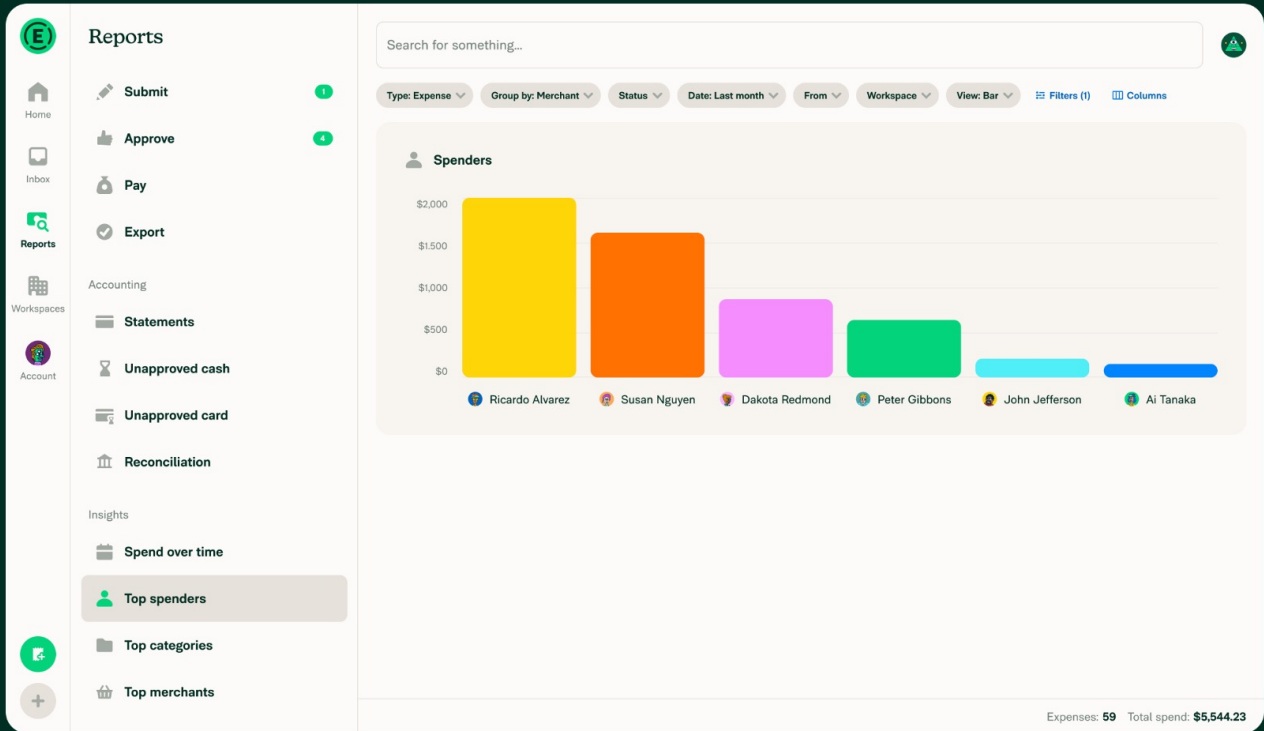 E
Reports
Home
Inbox
Reports
Workspaces
Account
Submit 1
Approve 4
Pay
Export
Accounting
Statements
Unapproved cash
Unapproved card
Reconciliation
Insights
Spend over time
Top spenders
Top categories
Top merchants
Search for something...
Type: Expense Group by: Merchant Status Date: Last month From Workspace View: Bar Filters (1) Columns
Spenders
$2,000
$1.500
$1,000
$500
$0
Ricardo Alvarez Susan Nguyen Dakota Redmond Peter Gibbons John Jefferson Ai Tanaka
Expenses: 59 Total spend: $5,544.23